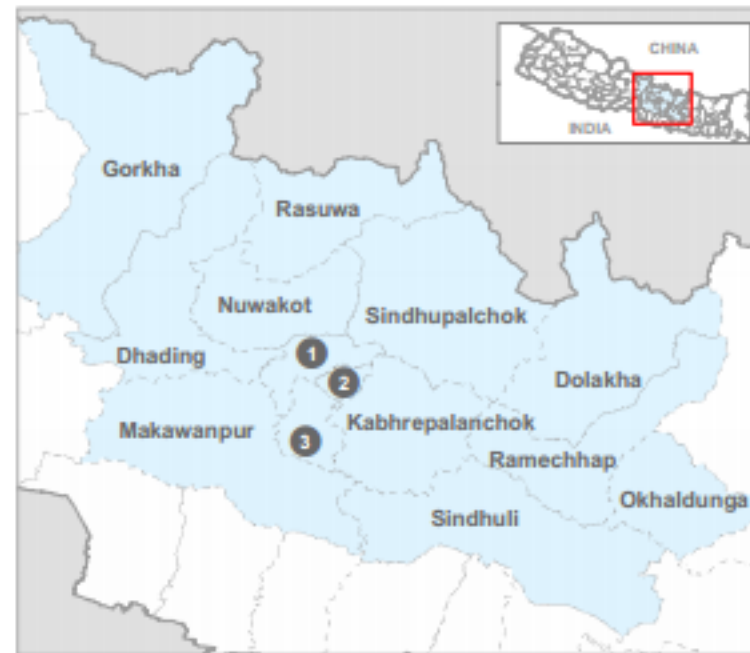 CHINA
INDIA
Gorkha
Rasuwa
Nuwakot
Sindhupalchok
1
Dhading
2
Dolakha
Makawanpur
Kabhrepalanchok
3
Ramechhap
Okhaldunga
Sindhuli